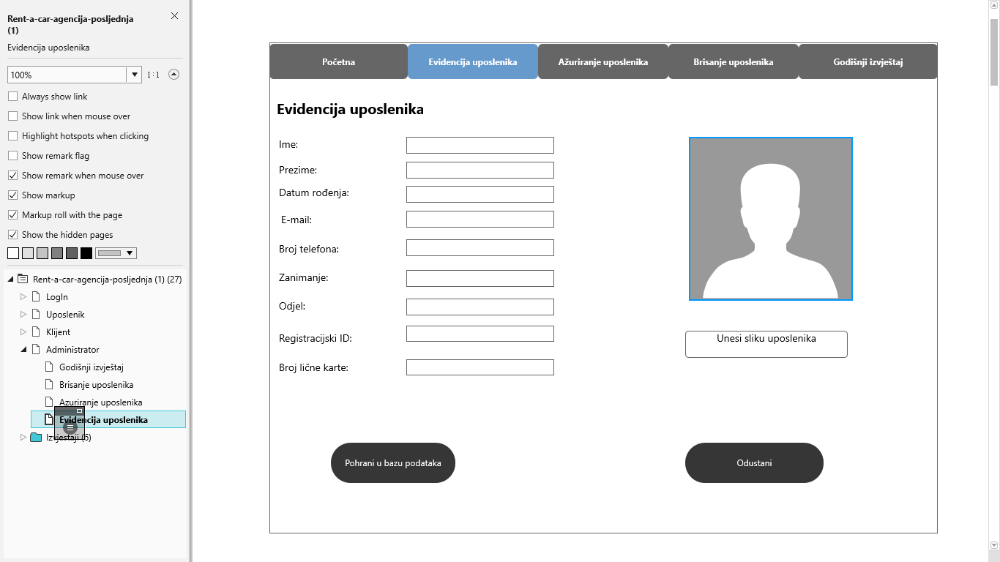 Rent-a-car-agencija-posljednja
(1)
Evidencija uposlenika
100%
1:1
Always show link
Show link when mouse over
Highlight hotspots when clicking
Show remark flag
Show remark when mouse over
Show markup
Markup roll with the page
Show the hidden pages
Rent-a-car-agencija-posljednja (1) (27)
LogIn
Uposlenik
Klijent
Administrator
Godišnji izvještaj
Brisanje uposlenika
Azuriranje uposlenika
Evidencija uposlenika
Izvjestaji (6)
Početna
Evidencija uposlenika
Ažuriranje uposlenika
Brisanje uposlenika
Godišnji izvještaj
Evidencija uposlenika
Ime:
Prezime:
Datum rođenja:
E-mail:
Broj telefona:
Zanimanje:
Odjel:
Registracijski ID:
Broj lične karte:
Unesi sliku uposlenika
Pohrani u bazu podataka
Odustani